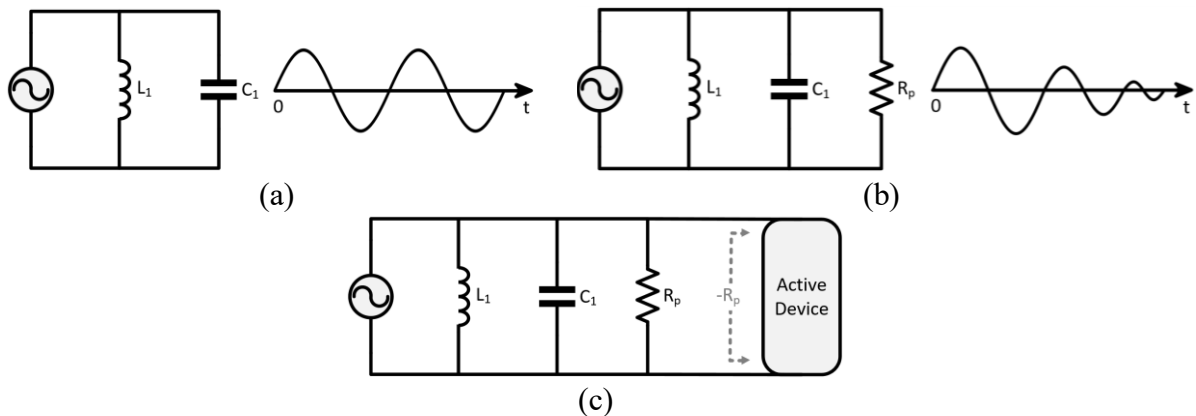 L₁
C₁
0
t
(a)
L₁
C₁
Rₚ
0
t
(b)
L₁
C₁
Rₚ
-Rₚ
Active
Device
(c)